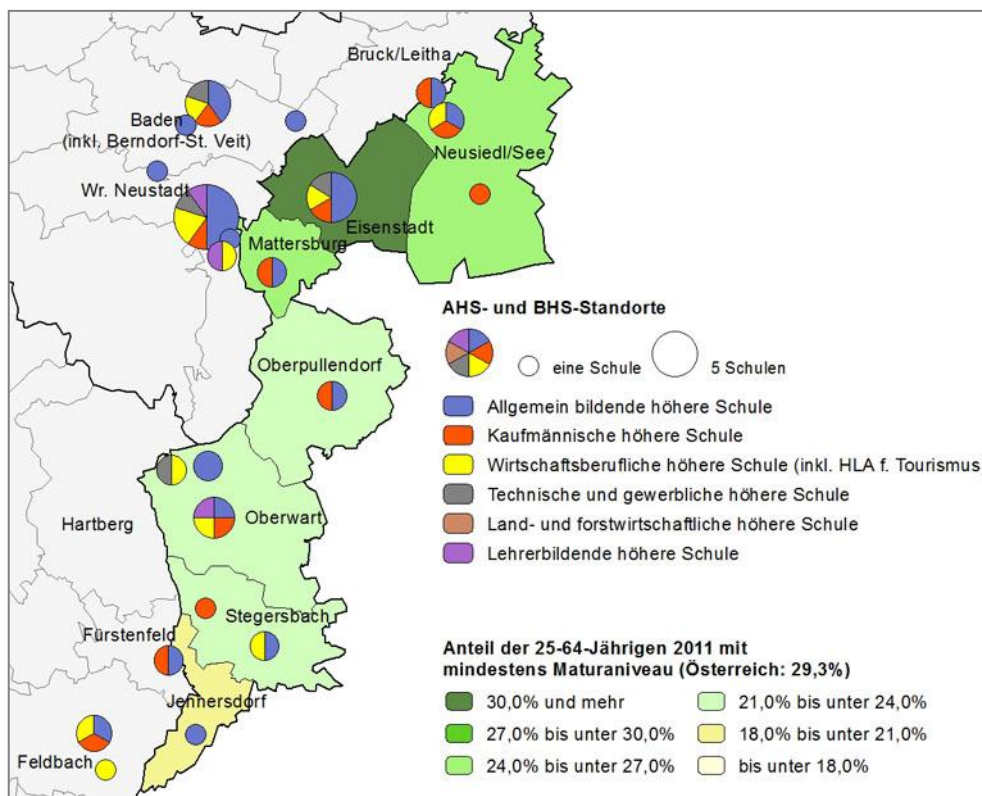 Bruck/Leitha
Baden
(inkl. Berndorf-St. Veit)
Neusiedl/See
Wr. Neustadt
Eisenstadt
Mattersburg
Oberpullendorf
Hartberg
Oberwart
Stegersbach
Fürstenfeld
Jennersdorf
Feldbach
AHS- und BHS-Standorte
eine Schule
5 Schulen
Allgemein bildende höhere Schule
Kaufmännische höhere Schule
Wirtschaftsberufliche höhere Schule (inkl. HLA f. Tourismus
Technische und gewerbliche höhere Schule
Land- und forstwirtschaftliche höhere Schule
Lehrerbildende höhere Schule
Anteil der 25-64-Jährigen 2011 mit
mindestens Maturaniveau (Österreich: 29,3%)
30,0% und mehr
27,0% bis unter 30,0%
24,0% bis unter 27,0%
21,0% bis unter 24,0%
18,0% bis unter 21,0%
bis unter 18,0%